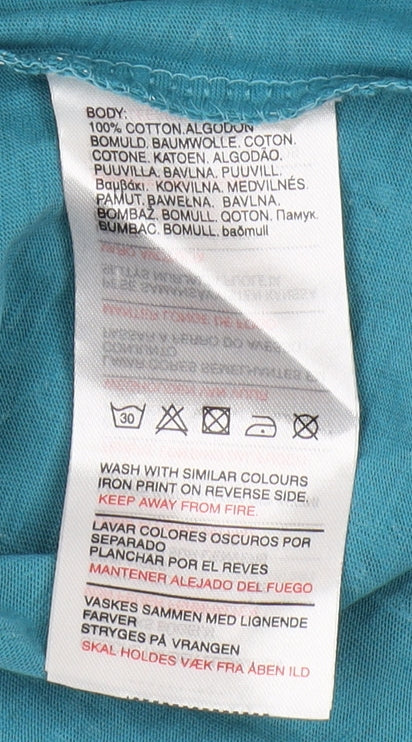 BODY:
100% COTTON.ALGODON
BOMULD. BAUMWOLLE. COTON.
COTONE. KATOEN. ALGODÃO.
PUUVILLA. BAVLNA. PUUVILL.
Βαμβάκι. KOKVILNA. MEDVILNĖS.
PAMUT. BAWEŁNA. BAVLNA.
BOMBAŽ. BOMULL. QOTON. Памук.
BUMBAC. BOMULL. baðmull
30
WASH WITH SIMILAR COLOURS
IRON PRINT ON REVERSE SIDE.
KEEP AWAY FROM FIRE.
LAVAR COLORES OSCUROS POR
SEPARADO
PLANCHAR POR EL REVES
MANTENER ALEJADO DEL FUEGO
VASKES SAMMEN MED LIGNENDE
FARVER
STRYGES PÅ VRANGEN
SKAL HOLDES VÆK FRA ÅBEN ILD